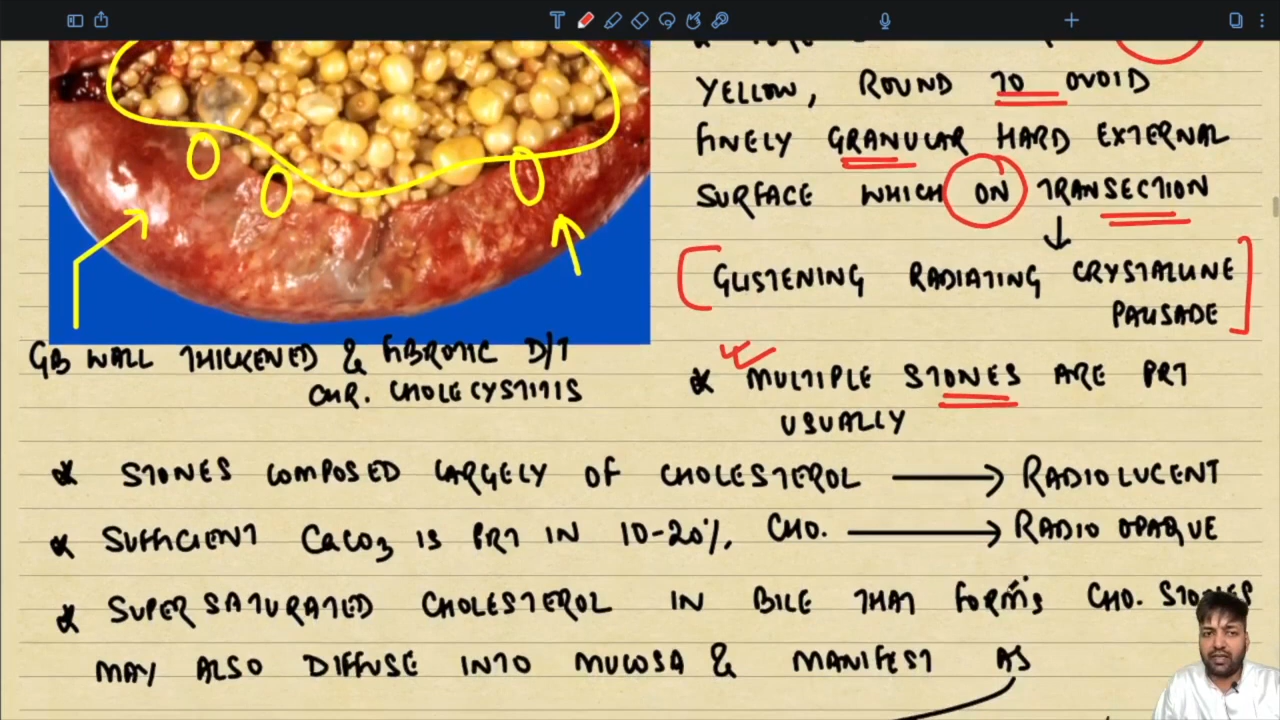 YELLOW, ROUND TO OVOID
FINELY GRANULAR HARD EXTERNAL
SURFACE WHICH ON TRANSECTION
GLISTENING RADIATING CRYSTALLINE
PALISADE
GB WALL THICKENED & FIBROTIC D/T
CHR. CHOLECYSTITIS
* MULTIPLE STONES ARE PRT
USUALLY
* STONES COMPOSED LARGELY OF CHOLESTEROL → RADIOLUCENT
* SUFFICIENT CaCO3 IS PRT IN 10-20% CHO. → RADIO OPAQUE
* SUPERSATURATED CHOLESTEROL IN BILE THAT FORMS CHO. STONES
MAY ALSO DIFFUSE INTO MUCOSA & MANIFEST AS